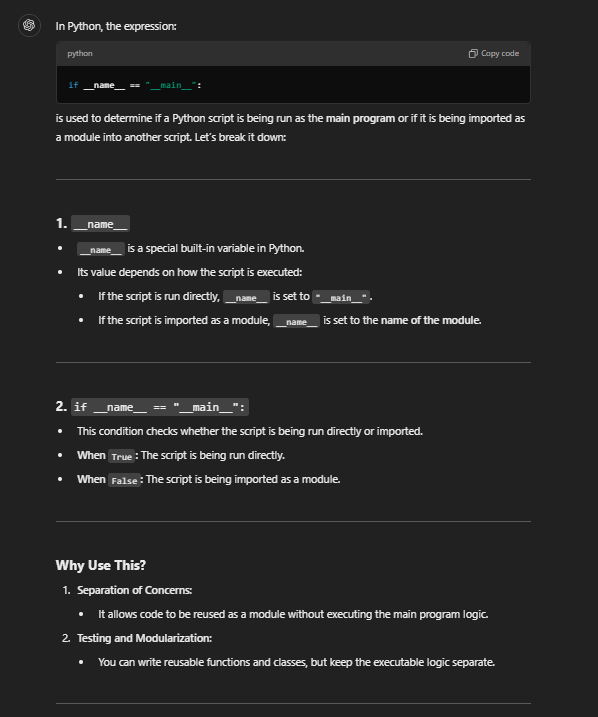 In Python, the expression:
python
Copy code
if __name__ == "__main__":
is used to determine if a Python script is being run as the main program or if it is being imported as
a module into another script. Let's break it down:
1. __name__
• __name__ is a special built-in variable in Python.
• Its value depends on how the script is executed:
• If the script is run directly, __name__ is set to "__main__".
• If the script is imported as a module, __name__ is set to the name of the module.
2. if __name__ == "__main__":
• This condition checks whether the script is being run directly or imported.
• When True: The script is being run directly.
• When False: The script is being imported as a module.
Why Use This?
1. Separation of Concerns:
• It allows code to be reused as a module without executing the main program logic.
2. Testing and Modularization:
• You can write reusable functions and classes, but keep the executable logic separate.